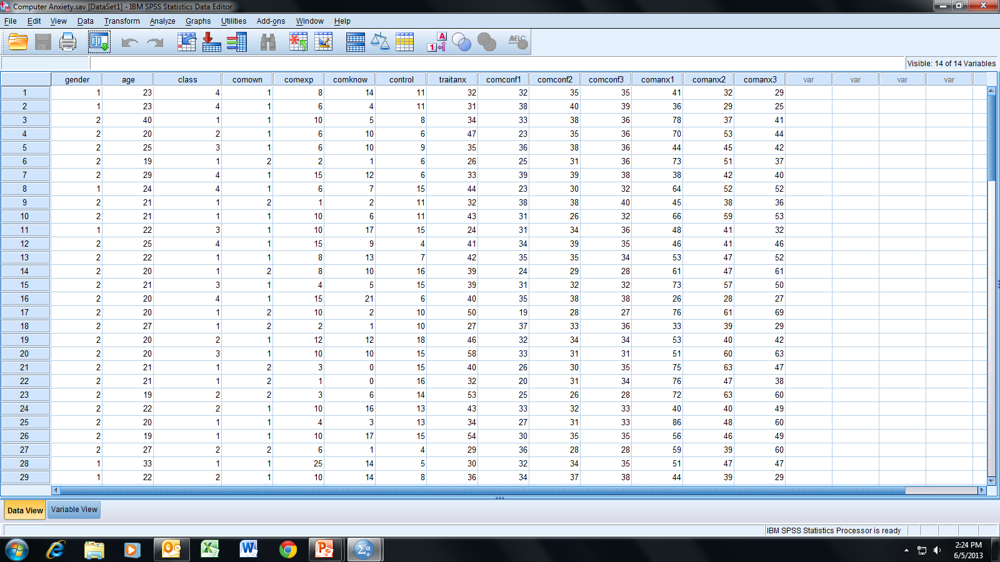 Computer Anxiety.sav [DataSet1] - IBM SPSS Statistics Data Editor
File Edit View Data Transform Analyze Graphs Utilities Add-ons Window Help
Visible: 14 of 14 Variables
gender age class comown comexp comknow control traitanx comconf1 comconf2 comconf3 comanx1 comanx2 comanx3 var var var var
1 1 23 4 1 8 14 11 32 32 35 35 41 32 29
2 1 23 4 1 6 4 11 31 38 40 39 36 29 25
3 2 40 1 1 10 5 8 34 33 38 36 78 37 41
4 2 20 2 1 6 10 6 47 23 35 36 70 53 44
5 2 25 3 1 6 10 9 35 36 38 36 44 45 42
6 2 19 1 2 2 1 6 26 25 31 36 73 51 37
7 2 29 4 1 15 12 6 33 39 39 38 38 42 40
8 1 24 4 1 6 7 15 44 23 30 32 64 52 52
9 2 21 1 2 1 2 11 32 38 38 40 45 38 36
10 2 21 1 1 10 6 11 43 31 26 32 66 59 53
11 1 22 3 1 10 17 15 24 31 34 36 48 41 32
12 2 25 4 1 15 9 4 41 34 39 35 46 41 46
13 2 22 1 1 8 13 7 42 35 35 34 53 47 52
14 2 20 1 2 8 10 16 39 24 29 28 61 47 61
15 2 21 3 1 4 5 15 39 31 32 32 73 57 50
16 2 20 4 1 15 21 6 40 35 38 38 26 28 27
17 2 20 1 2 10 2 10 50 19 28 27 76 61 69
18 2 27 1 2 2 1 10 27 37 33 36 33 39 29
19 2 20 2 1 12 12 18 46 32 34 34 53 40 42
20 2 20 3 1 10 10 15 58 33 31 31 51 60 63
21 2 21 1 2 3 0 15 40 26 30 35 75 63 47
22 2 21 1 2 1 0 16 32 20 31 34 76 47 38
23 2 19 2 2 3 6 14 53 25 26 28 72 63 60
24 2 22 2 1 10 16 13 43 33 32 33 40 40 49
25 2 20 1 1 4 3 13 34 27 31 33 86 48 60
26 2 19 1 1 10 17 15 54 30 35 35 56 46 49
27 2 27 2 2 6 1 4 29 36 28 28 59 39 60
28 1 33 1 1 25 14 5 30 32 34 35 51 47 47
29 1 22 2 1 10 14 8 36 34 37 38 44 39 29
Data View Variable View
IBM SPSS Statistics Processor is ready
2:24 PM
6/5/2013